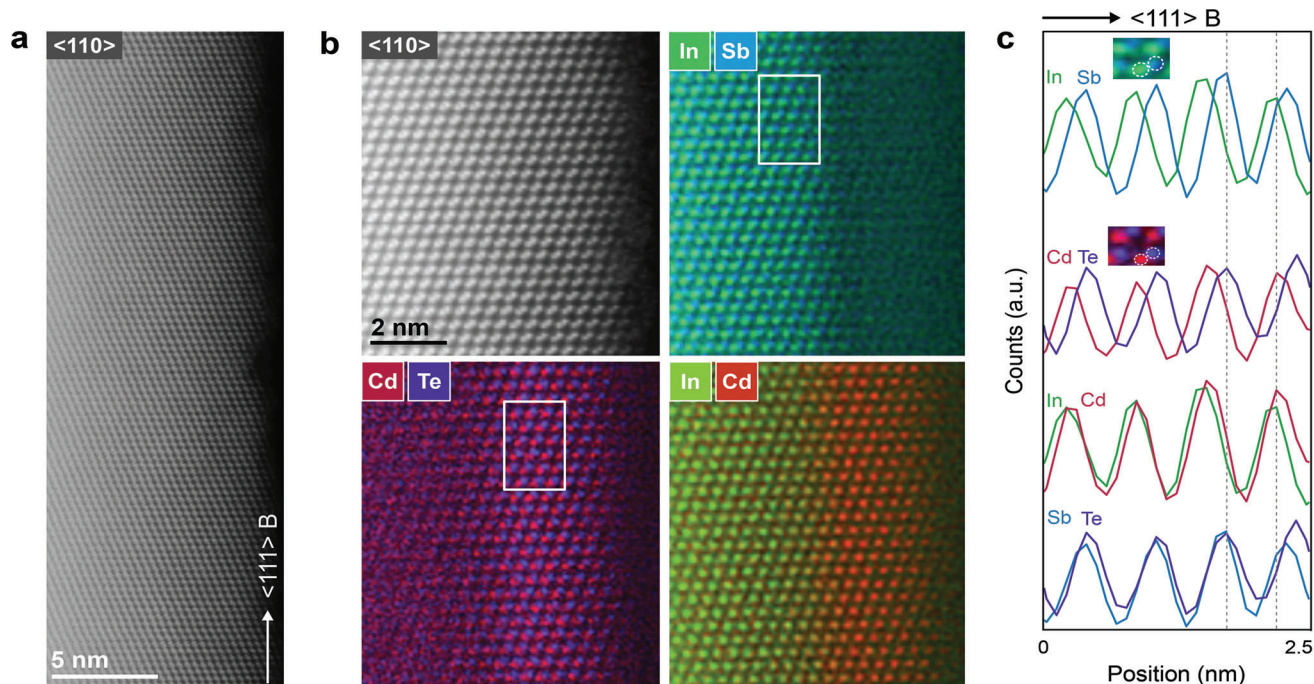 a
<110>
5 nm
<111> B
b
<110>
2 nm
In Sb
Cd Te
In Cd
c
<111> B
In Sb
Cd Te
In Cd
Sb Te
Counts (a.u.)
0 2.5
Position (nm)